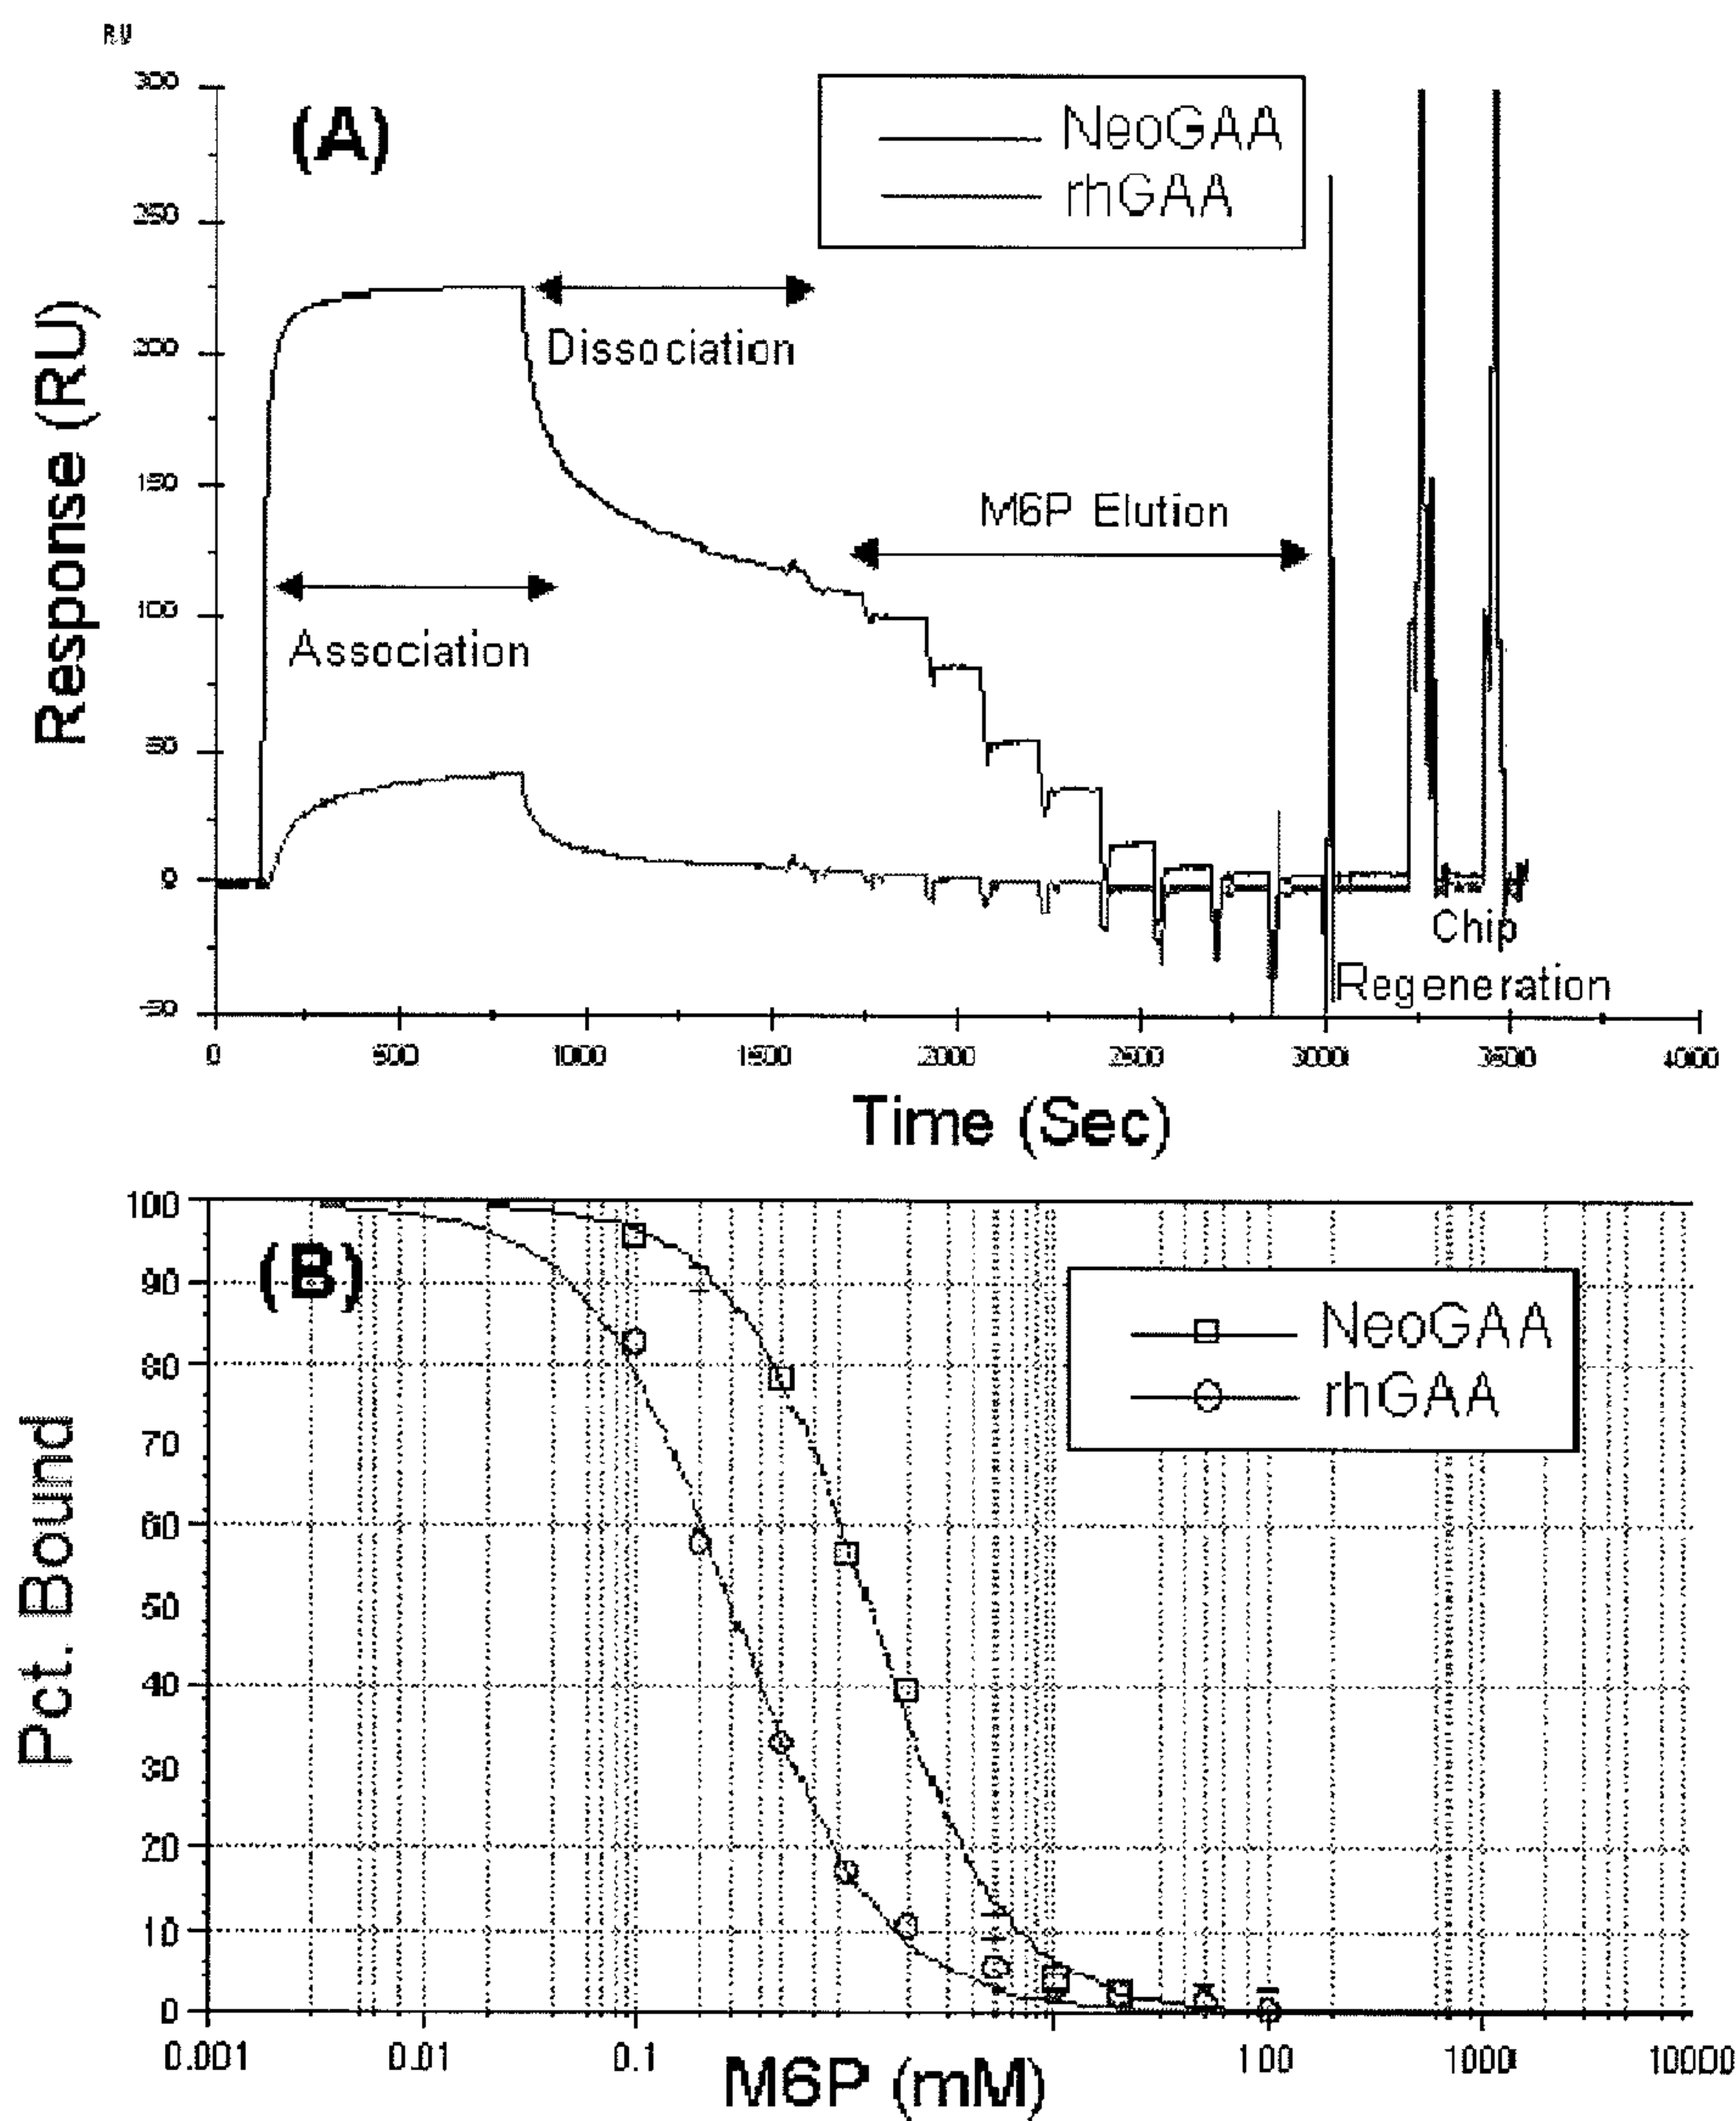 RU
(A)
NeoGAA
rhGAA
300
250
200
150
100
50
0
-50
Response (RU)
Dissociation
M6P Elution
Association
Chip
Regeneration
0 500 1000 1500 2000 2500 3000 3500 4000
Time (Sec)
(B)
NeoGAA
rhGAA
100
90
80
70
60
50
40
30
20
10
0
Pct. Bound
0.001 0.01 0.1 100 1000 10000
M6P (mM)